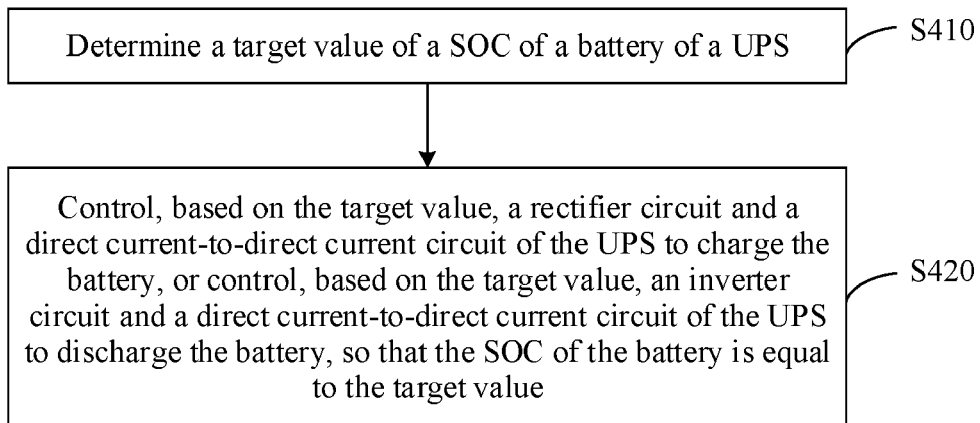 Determine a target value of a SOC of a battery of a UPS
S410
Control, based on the target value, a rectifier circuit and a
direct current-to-direct current circuit of the UPS to charge the
battery, or control, based on the target value, an inverter
circuit and a direct current-to-direct current circuit of the UPS
to discharge the battery, so that the SOC of the battery is equal
to the target value
S420